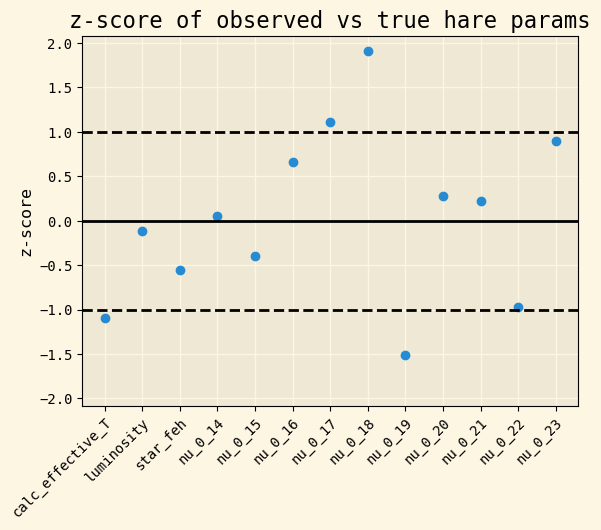 z-score of observed vs true hare params
z-score
2.0
1.5
1.0
0.5
0.0
−0.5
−1.0
−1.5
−2.0
calc_effective_T
luminosity
star_feh
nu_0_14
nu_0_15
nu_0_16
nu_0_17
nu_0_18
nu_0_19
nu_0_20
nu_0_21
nu_0_22
nu_0_23